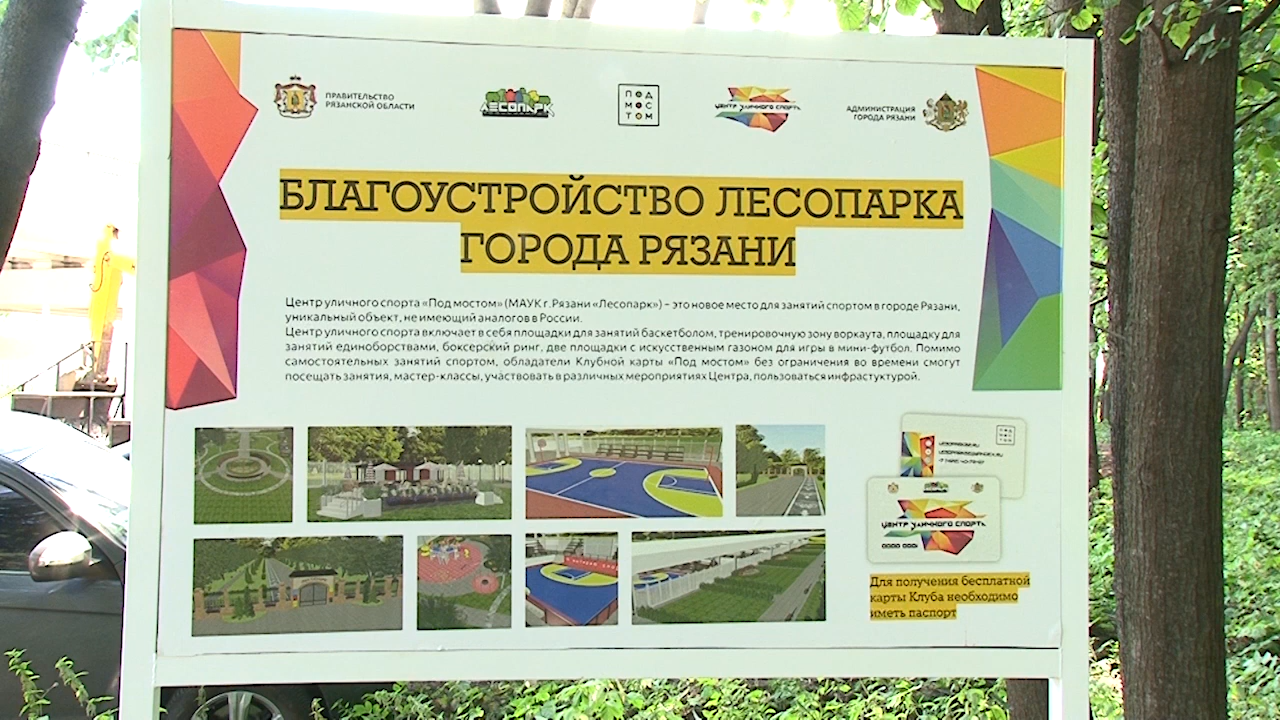 ПРАВИТЕЛЬСТВО
РЯЗАНСКОЙ ОБЛАСТИ
ЛЕСОПАРК
ПОД
МОС
ТОМ
ЦЕНТР УЛИЧНОГО СПОРТА
АДМИНИСТРАЦИЯ
ГОРОДА РЯЗАНИ
БЛАГОУСТРОЙСТВО ЛЕСОПАРКА
ГОРОДА РЯЗАНИ
Центр уличного спорта «Под мостом» (МАУК г. Рязани «Лесопарк») – это новое место для занятий спортом в городе Рязани,
уникальный объект, не имеющий аналогов в России.
Центр уличного спорта включает в себя площадки для занятий баскетболом, тренировочную зону воркаута, площадку для
занятий единоборствами, боксерский ринг, две площадки с искусственным газоном для игры в мини-футбол. Помимо
самостоятельных занятий спортом, обладатели Клубной карты «Под мостом» без ограничения во времени смогут
посещать занятия, мастер-классы, участвовать в различных мероприятиях Центра, пользоваться инфрастуктурой.
ПОД
МОС
ТОМ
ЦЕНТР УЛИЧНОГО СПОРТА
Для получения бесплатной
карты Клуба необходимо
иметь паспорт